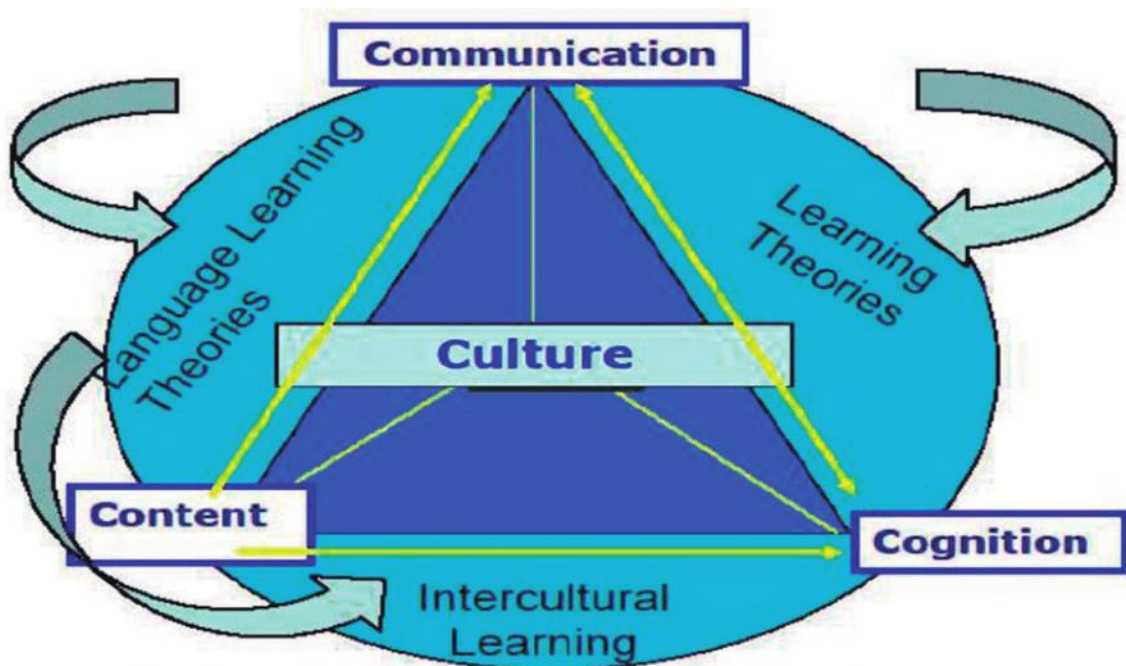 Communication
Language Learning
Theories
Learning
Theories
Culture
Content
Cognition
Intercultural
Learning